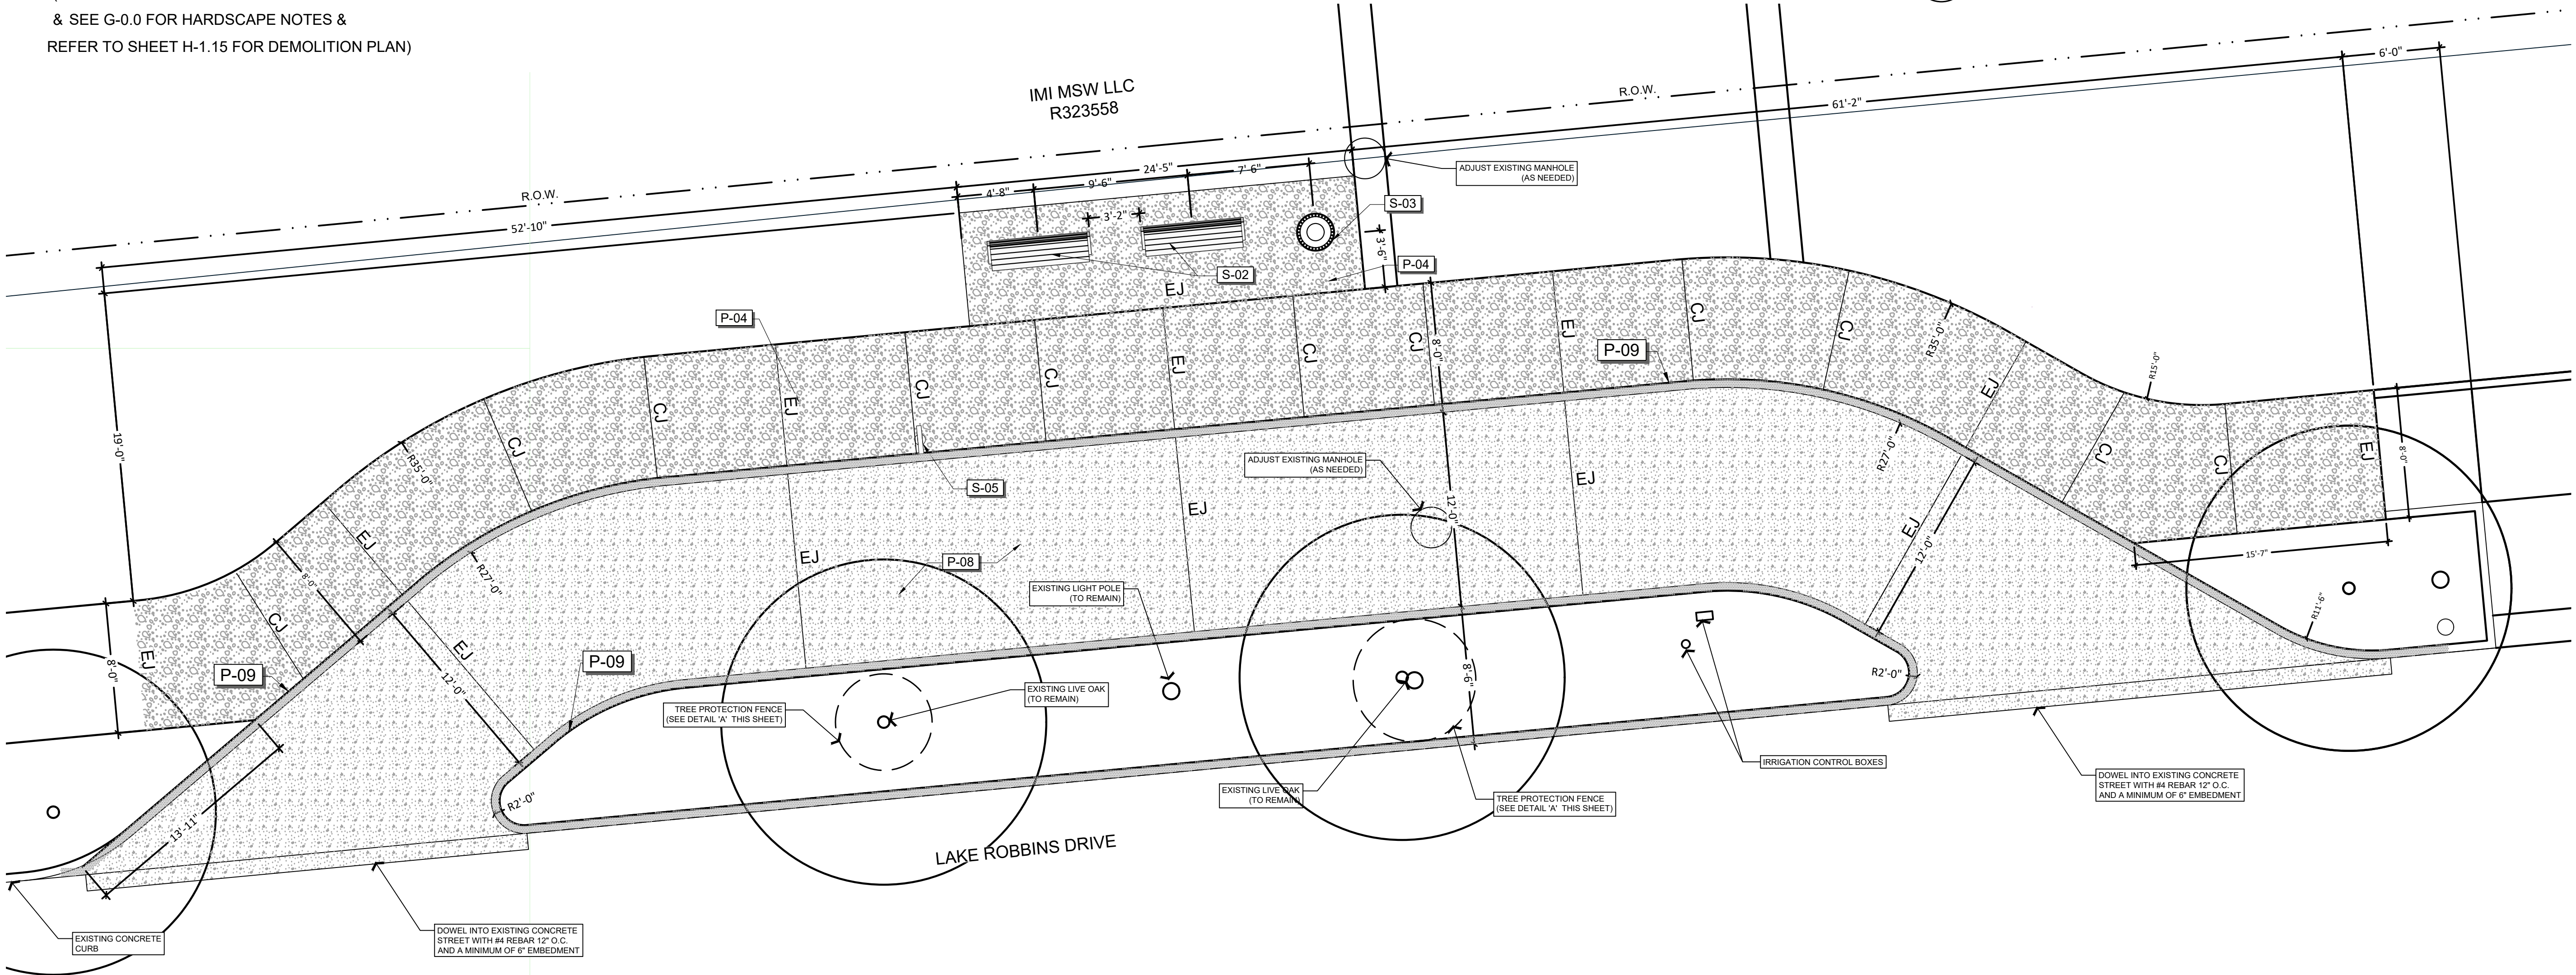 & SEE G-0.0 FOR HARDSCAPE NOTES &
REFER TO SHEET H-1.15 FOR DEMOLITION PLAN)
IMI MSW LLC
R323558
R.O.W.
R.O.W.
6'-0"
61'-2"
24'-5"
52'-10"
4'-8"
9'-6"
7'-6"
3'-2"
ADJUST EXISTING MANHOLE
(AS NEEDED)
S-03
3'-6"
S-02
P-04
EJ
P-04
19'-0"
CJ
CJ
EJ
CJ
CJ
EJ
CJ
CJ
8'-0"
EJ
CJ
CJ
P-09
R35'-0"
R15'-0"
EJ
CJ
CJ
EJ
8'-0"
R35'-0"
EJ
8'-0"
CJ
EJ
8'-0"
R27'-0"
S-05
ADJUST EXISTING MANHOLE
(AS NEEDED)
12'-0"
R27'-0"
EJ
EJ
EJ
EJ
12'-0"
15'-7"
R11'-6"
P-08
EXISTING LIGHT POLE
(TO REMAIN)
EJ
12'-0"
P-09
P-09
8'-6"
R2'-0"
EXISTING LIVE OAK
(TO REMAIN)
TREE PROTECTION FENCE
(SEE DETAIL 'A' THIS SHEET)
IRRIGATION CONTROL BOXES
R2'-0"
13'-11"
EXISTING LIVE OAK
(TO REMAIN)
TREE PROTECTION FENCE
(SEE DETAIL 'A' THIS SHEET)
DOWEL INTO EXISTING CONCRETE
STREET WITH #4 REBAR 12" O.C.
AND A MINIMUM OF 6" EMBEDMENT
LAKE ROBBINS DRIVE
EXISTING CONCRETE
CURB
DOWEL INTO EXISTING CONCRETE
STREET WITH #4 REBAR 12" O.C.
AND A MINIMUM OF 6" EMBEDMENT